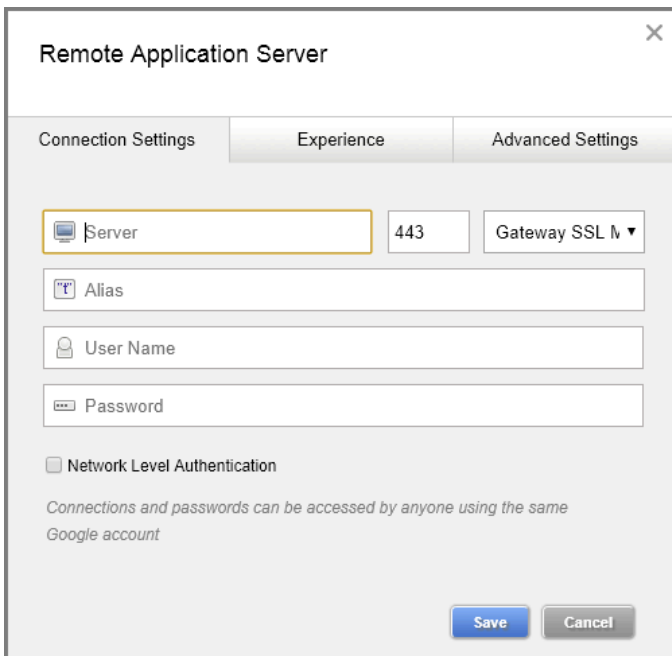 Remote Application Server
Connection Settings Experience Advanced Settings
Server 443 Gateway SSL M
"T" Alias
User Name
Password
Network Level Authentication
Connections and passwords can be accessed by anyone using the same
Google account
Save Cancel